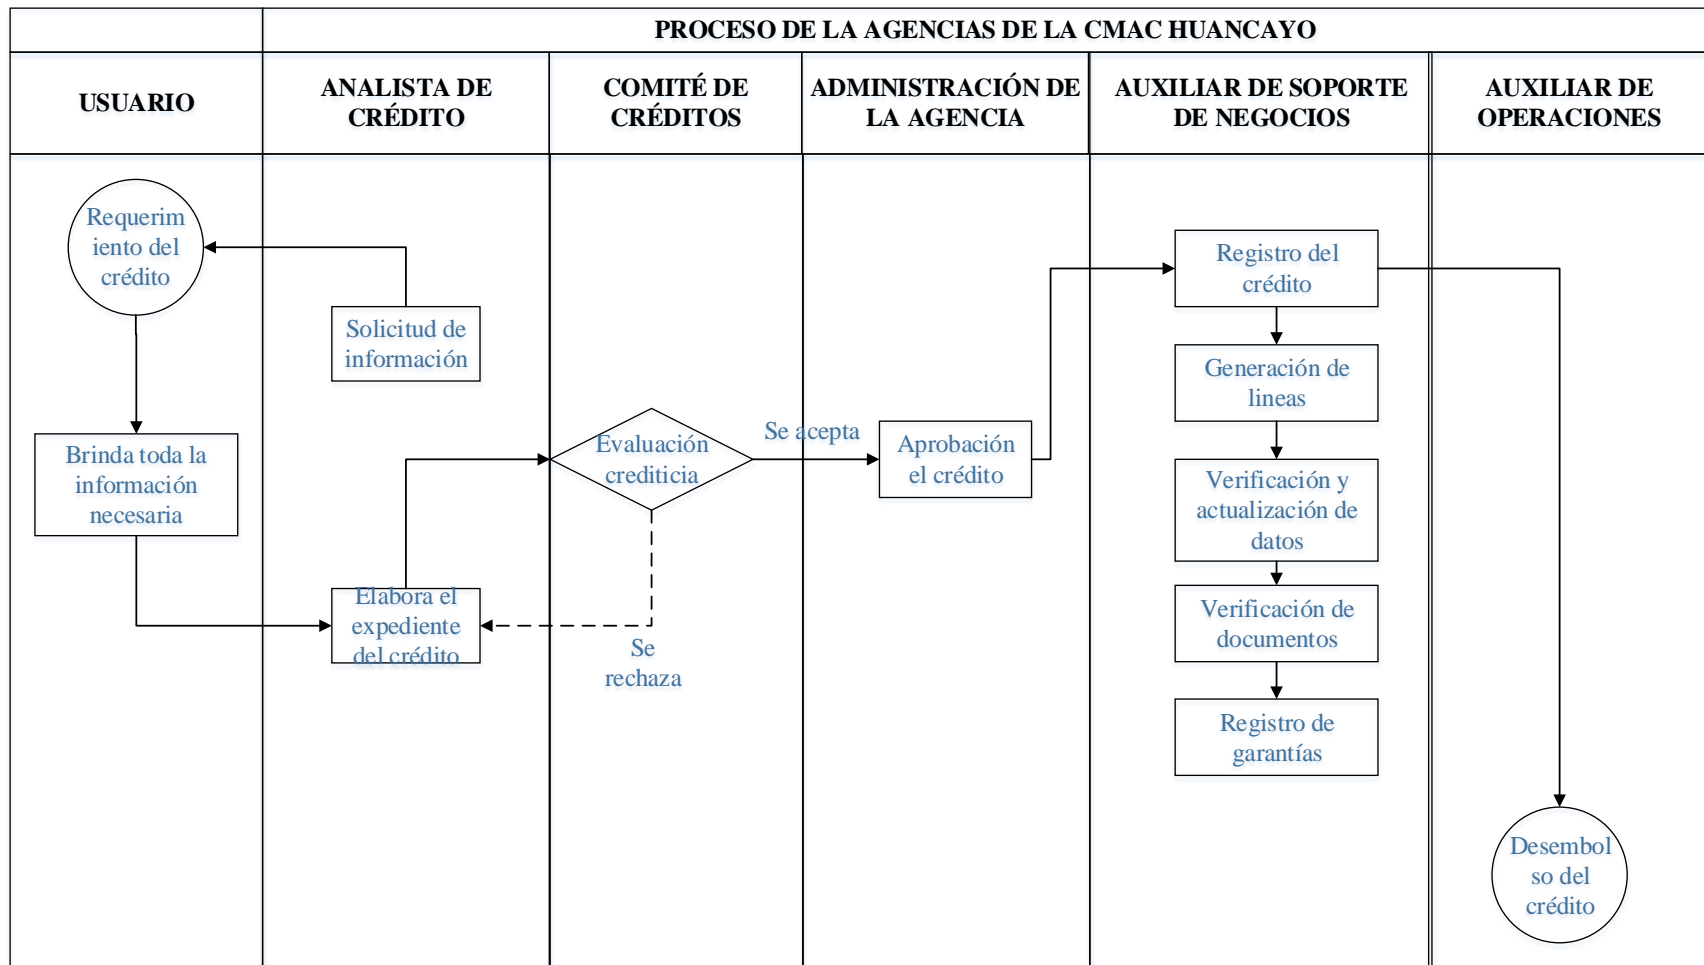 PROCESO DE LA AGENCIAS DE LA CMAC HUANCAYO
USUARIO
ANALISTA DE
CRÉDITO
COMITÉ DE
CRÉDITOS
ADMINISTRACIÓN DE
LA AGENCIA
AUXILIAR DE SOPORTE
DE NEGOCIOS
AUXILIAR DE
OPERACIONES
Requerim
iento del
crédito
Solicitud de
información
Brinda toda la
información
necesaria
Elabora el
expediente
del crédito
Evaluación
crediticia
Se acepta
Se
rechaza
Aprobación
el crédito
Registro del
crédito
Generación de
lineas
Verificación y
actualización de
datos
Verificación de
documentos
Registro de
garantías
Desembol
so del
crédito